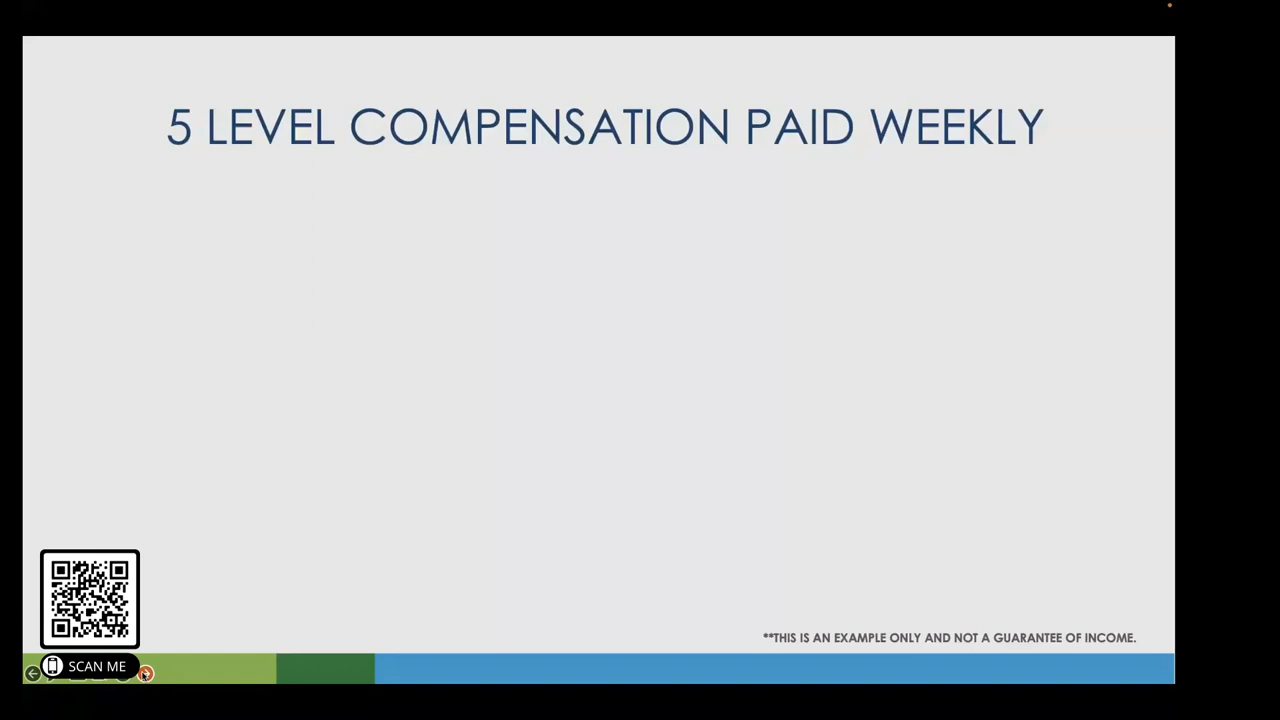 5 LEVEL COMPENSATION PAID WEEKLY
**THIS IS AN EXAMPLE ONLY AND NOT A GUARANTEE OF INCOME.
SCAN ME